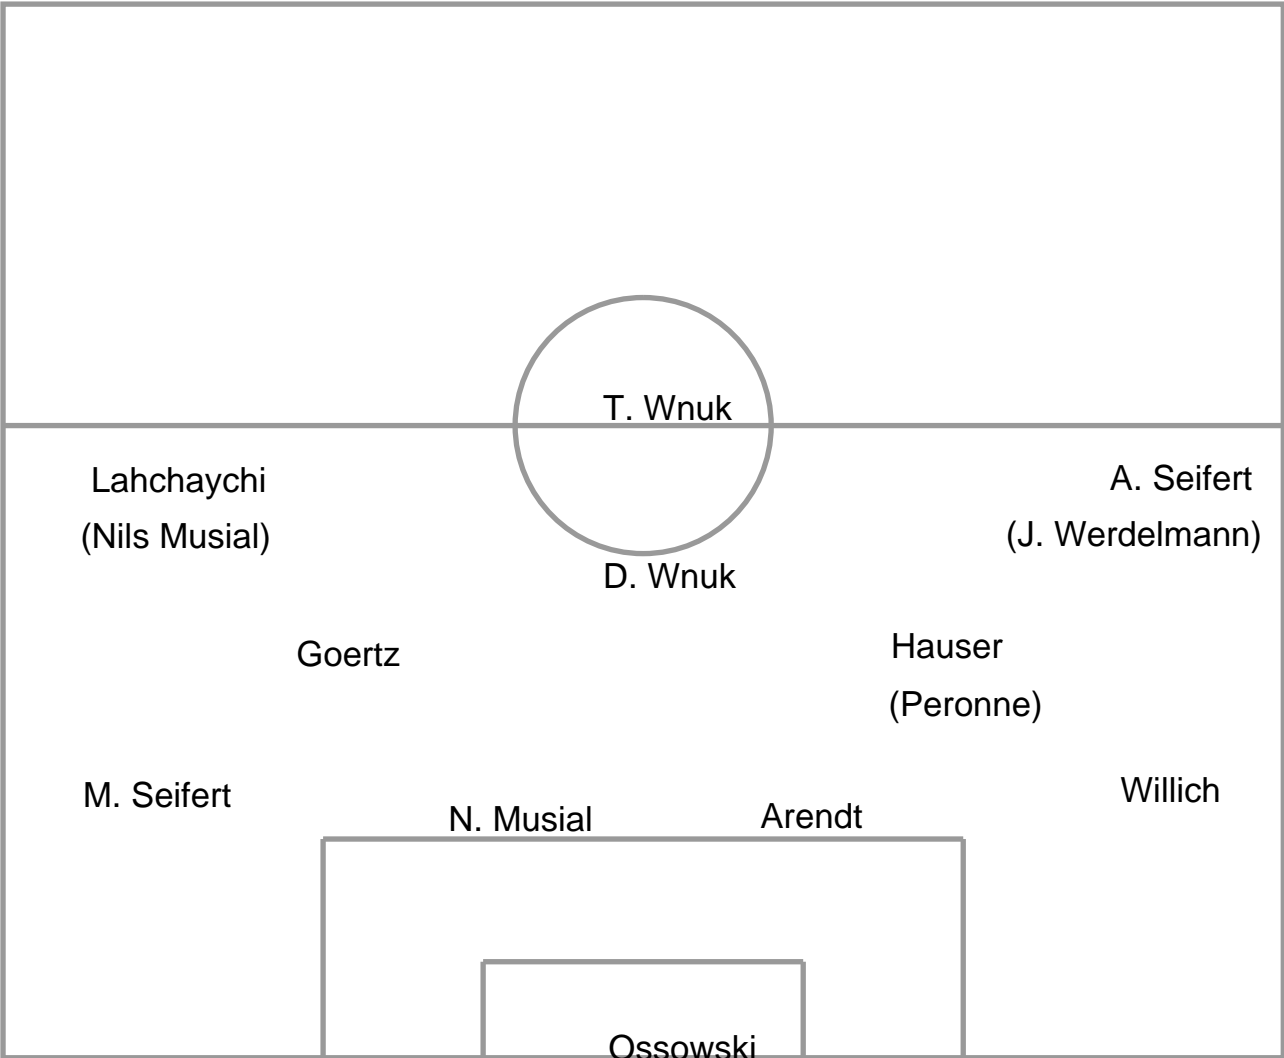 T. Wnuk
Lahchaychi
A. Seifert
(Nils Musial)
(J. Werdelmann)
D. Wnuk
Goertz
Hauser
(Peronne)
M. Seifert
Willich
N. Musial
Arendt
Ossowski